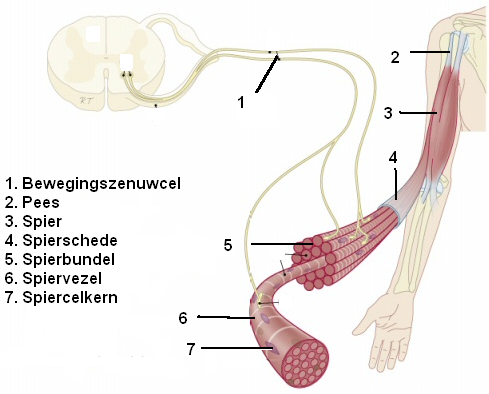 RT
1
2
3
4
5
6
7
1. Bewegingszenuwcel
2. Pees
3. Spier
4. Spierschede
5. Spierbundel
6. Spiervezel
7. Spiercelkern